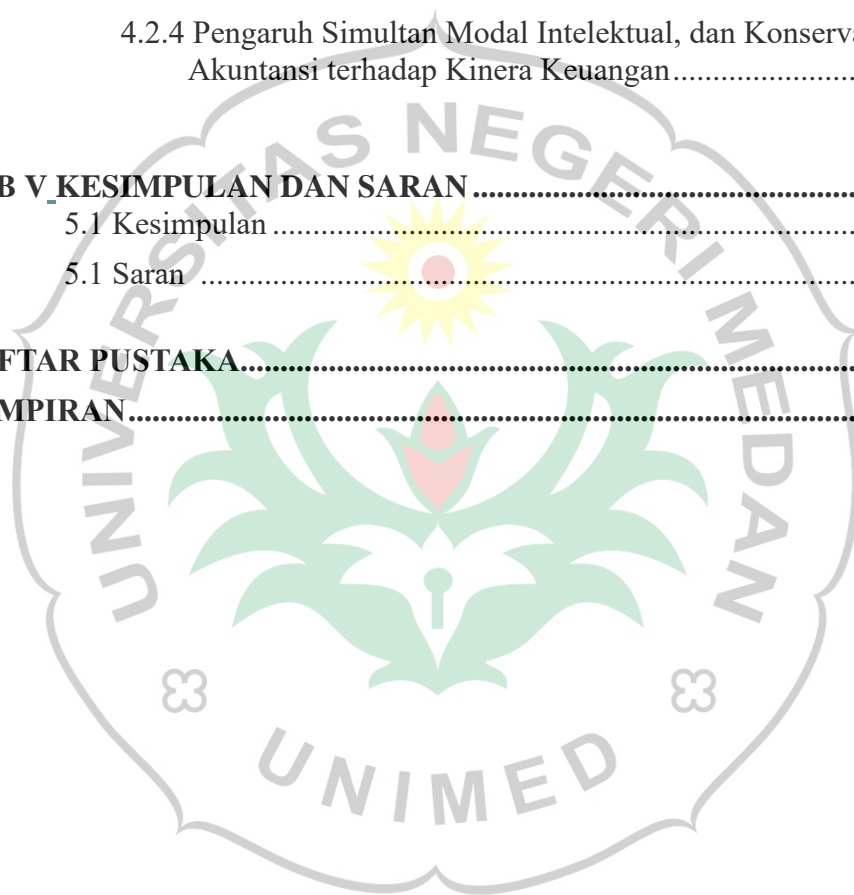 4.2.4 Pengaruh Simultan Modal Intelektual, dan Konserva
Akuntansi terhadap Kinera Keuangan......................
B V KESIMPULAN DAN SARAN..........................................................
5.1 Kesimpulan..........................................................................
5.1 Saran ..................................................................................
FTAR PUSTAKA..............................................................................
MPIRAN............................................................................................
UNIVERSITAS NEGERI MEDAN
UNIMED